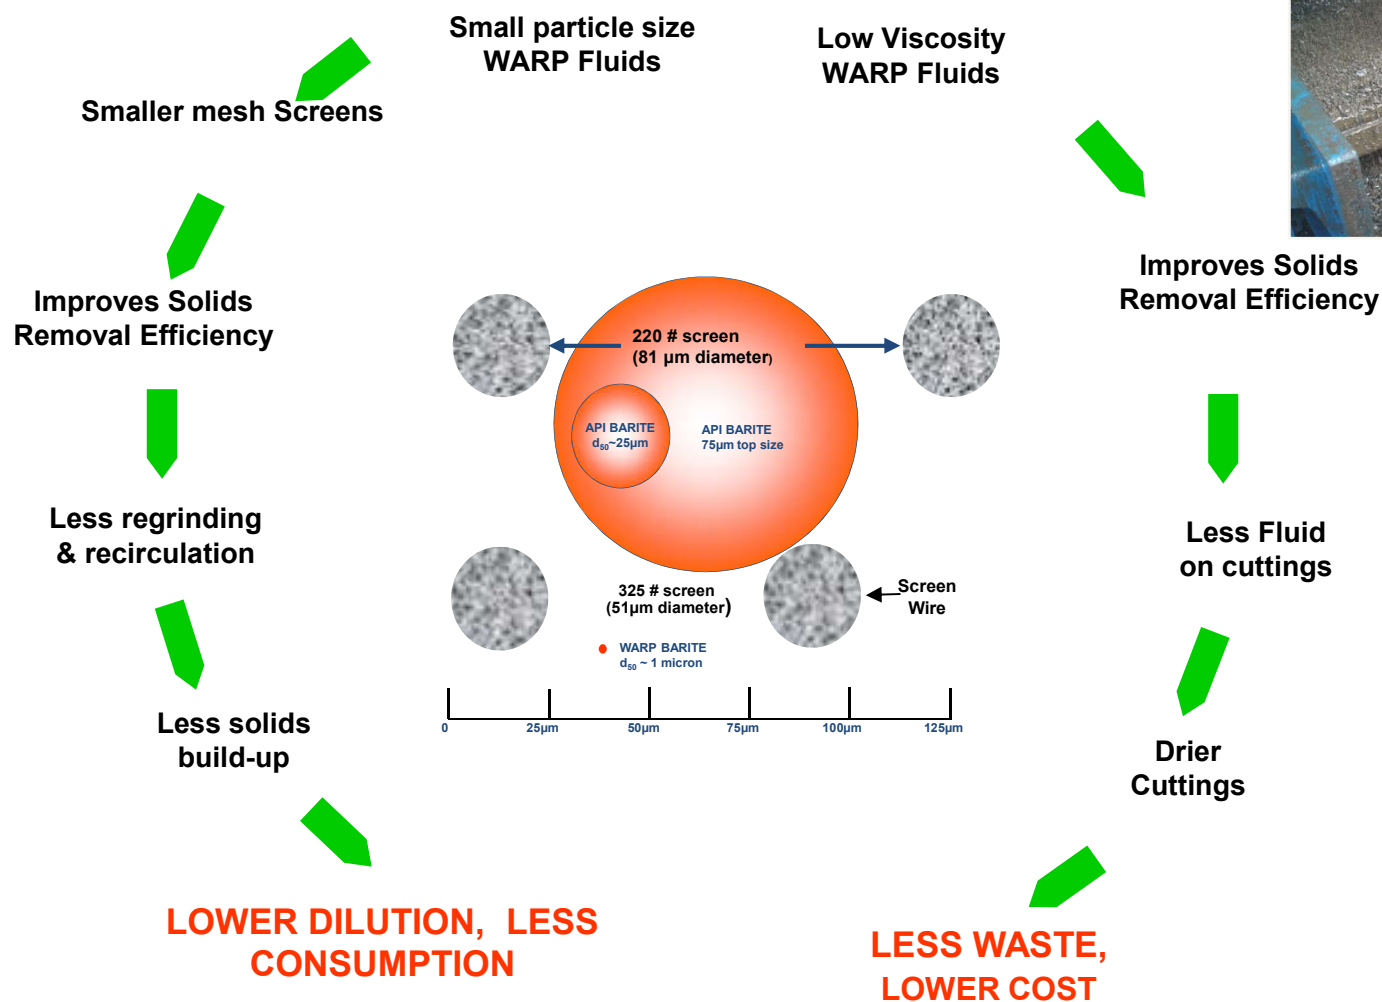 Small particle size
WARP Fluids
Low Viscosity
WARP Fluids
Smaller mesh Screens
Improves Solids
Removal Efficiency
Improves Solids
Removal Efficiency
220 # screen
(81 µm diameter)
API BARITE
d50~25µm
API BARITE
75µm top size
Less regrinding
& recirculation
Less Fluid
on cuttings
325 # screen
(51µm diameter)
Screen
Wire
WARP BARITE
d50 ~ 1 micron
0 25µm 50µm 75µm 100µm 125µm
Less solids
build-up
Drier
Cuttings
LOWER DILUTION, LESS
CONSUMPTION
LESS WASTE,
LOWER COST